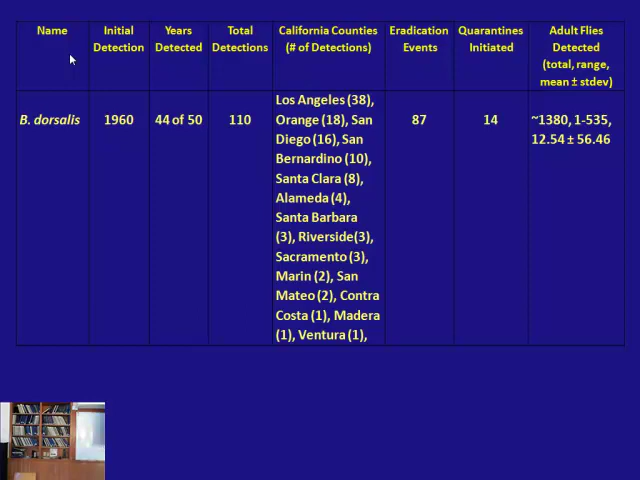 Name
Initial Detection
Years Detected
Total Detections
California Counties (# of Detections)
Eradication Events
Quarantines Initiated
Adult Flies Detected (total, range, mean ± stdev)
B. dorsalis
1960
44 of 50
110
Los Angeles (38),
Orange (18), San
Diego (16), San
Bernardino (10),
Santa Clara (8),
Alameda (4),
Santa Barbara
(3), Riverside(3),
Sacramento (3),
Marin (2), San
Mateo (2), Contra
Costa (1), Madera
(1), Ventura (1),
87
14
~1380, 1-535,
12.54 ± 56.46